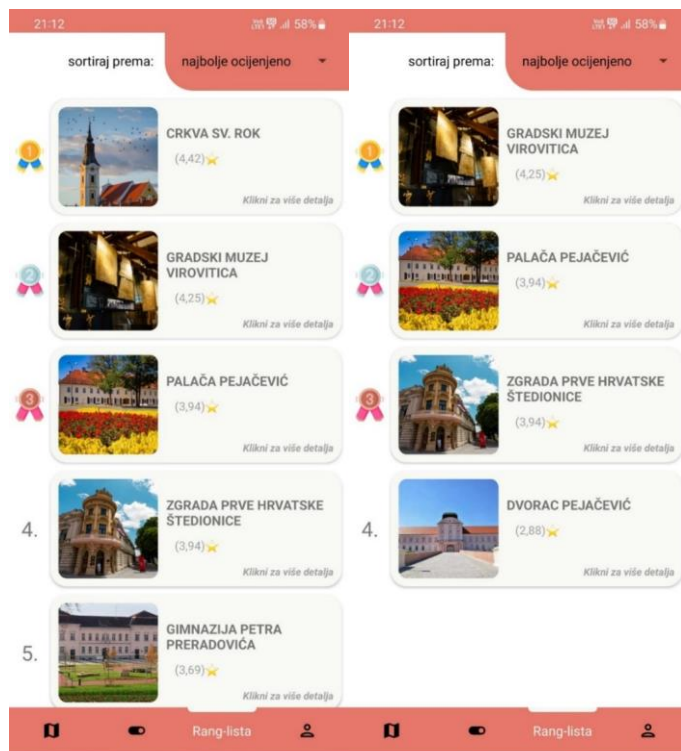 21:12
58%
sortiraj prema:
najbolje ocijenjeno
1
CRKVA SV. ROK
(4,42)
Klikni za više detalja
2
GRADSKI MUZEJ
VIROVITICA
(4,25)
Klikni za više detalja
3
PALAČA PEJAČEVIĆ
(3,94)
Klikni za više detalja
4.
ZGRADA PRVE HRVATSKE
ŠTEDIONICE
(3,94)
Klikni za više detalja
5.
GIMNAZIJA PETRA
PRERADOVIĆA
(3,69)
Klikni za više detalja
Rang-lista
21:12
58%
sortiraj prema:
najbolje ocijenjeno
1
GRADSKI MUZEJ
VIROVITICA
(4,25)
Klikni za više detalja
2
PALAČA PEJAČEVIĆ
(3,94)
Klikni za više detalja
3
ZGRADA PRVE HRVATSKE
ŠTEDIONICE
(3,94)
Klikni za više detalja
4.
DVORAC PEJAČEVIĆ
(2,88)
Klikni za više detalja
Rang-lista